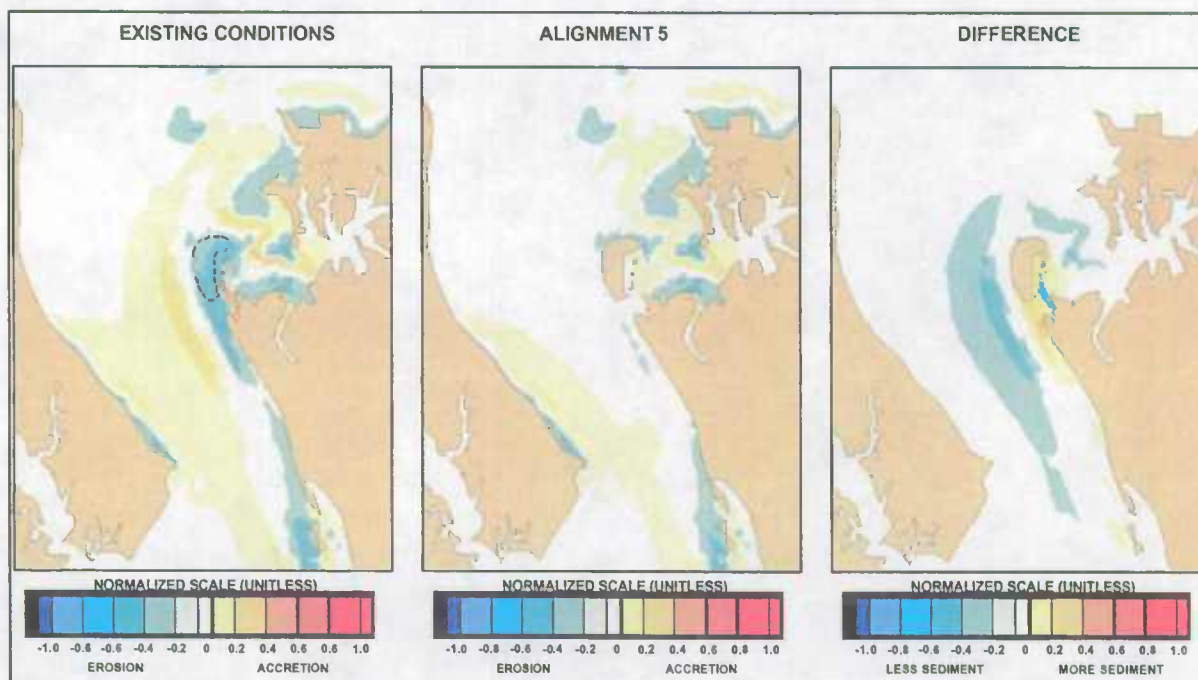 EXISTING CONDITIONS
ALIGNMENT 5
DIFFERENCE
NORMALIZED SCALE (UNITLESS)
-1.0 -0.8 -0.6 -0.4 -0.2 0 0.2 0.4 0.6 0.8 1.0
EROSION ACCRETION
NORMALIZED SCALE (UNITLESS)
-1.0 -0.8 -0.6 -0.4 -0.2 0 0.2 0.4 0.6 0.8 1.0
EROSION ACCRETION
NORMALIZED SCALE (UNITLESS)
-1.0 -0.8 -0.6 -0.4 -0.2 0 0.2 0.4 0.6 0.8 1.0
LESS SEDIMENT MORE SEDIMENT